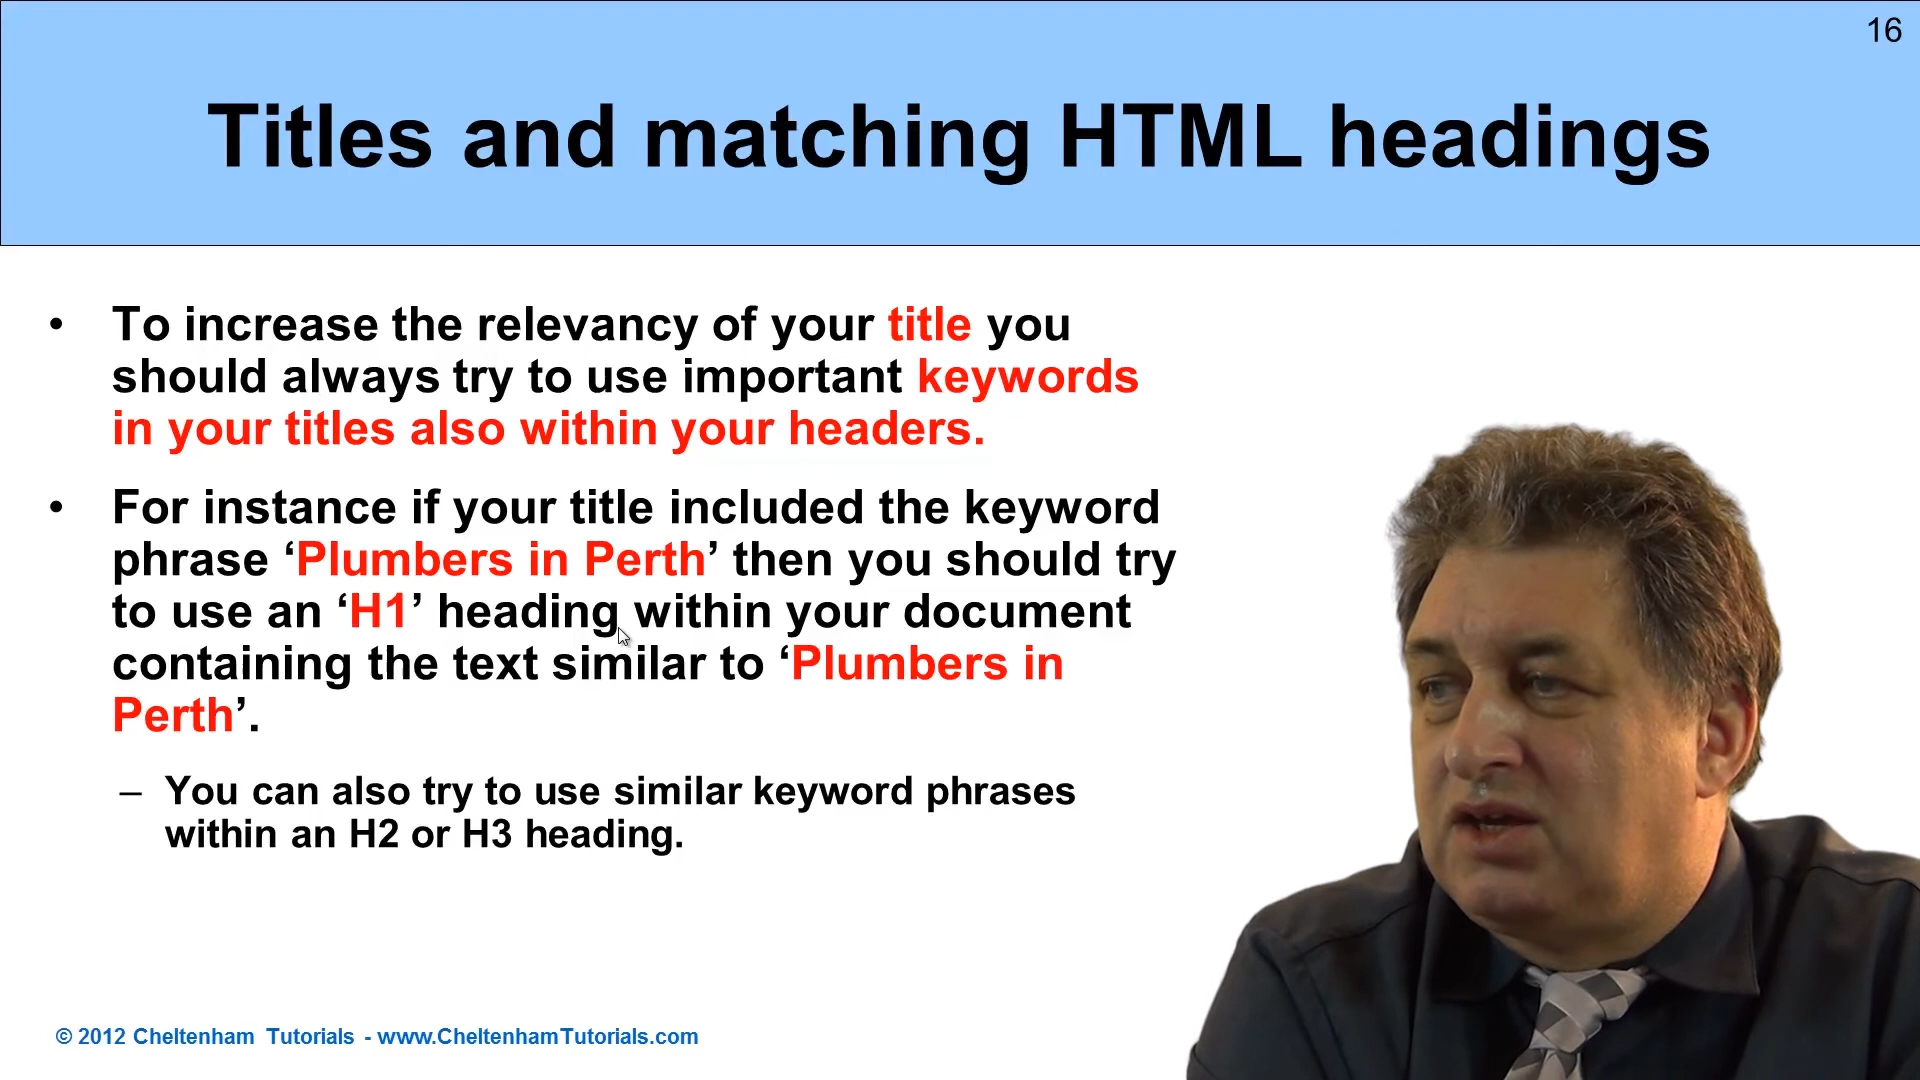 16
Titles and matching HTML headings
• To increase the relevancy of your title you
should always try to use important keywords
in your titles also within your headers.
• For instance if your title included the keyword
phrase ‘Plumbers in Perth’ then you should try
to use an ‘H1’ heading within your document
containing the text similar to ‘Plumbers in
Perth’.
– You can also try to use similar keyword phrases
within an H2 or H3 heading.
© 2012 Cheltenham Tutorials - www.CheltenhamTutorials.com